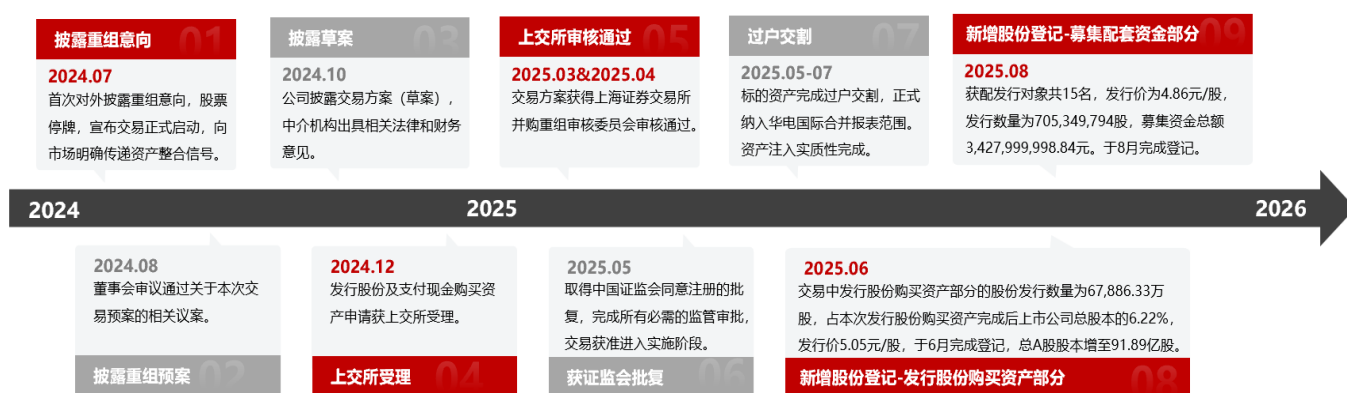 披露重组意向 01
2024.07
首次对外披露重组意向，股票
停牌，宣布交易正式启动，向
市场明确传递资产整合信号。
披露草案 03
2024.10
公司披露交易方案（草案），
中介机构出具相关法律和财务
意见。
上交所审核通过 05
2025.03&2025.04
交易方案获得上海证券交易所
并购重组审核委员会审核通过。
过户交割 07
2025.05-07
标的资产完成过户交割，正式
纳入华电国际合并报表范围。
资产注入实质性完成。
新增股份登记-募集配套资金部分 09
2025.08
获配发行对象共15名，发行价为4.86元/股，
发行数量为705,349,794股，募集资金总额
3,427,999,998.84元。于8月完成登记。
2024 2025 2026
2024.08
董事会审议通过关于本次交
易预案的相关议案。
披露重组预案 02
2024.12
发行股份及支付现金购买资
产申请获上交所受理。
上交所受理 04
2025.05
取得中国证监会同意注册的批
复，完成所有必需的监管审批，
交易获准进入实施阶段。
获证监会批复 06
2025.06
交易中发行股份购买资产部分的股份发行数量为67,886.33万
股，占本次发行股份购买资产完成后上市公司总股本的6.22%，
发行价5.05元/股，于6月完成登记，总A股股本增至91.89亿股。
新增股份登记-发行股份购买资产部分 08